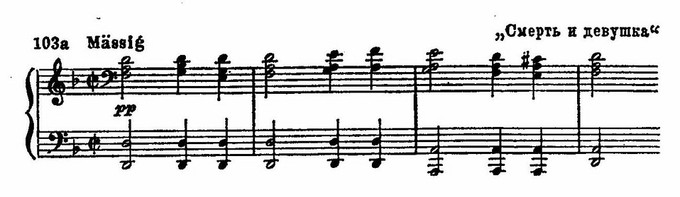 103a Mässig
„Смерть и девушка“
pp